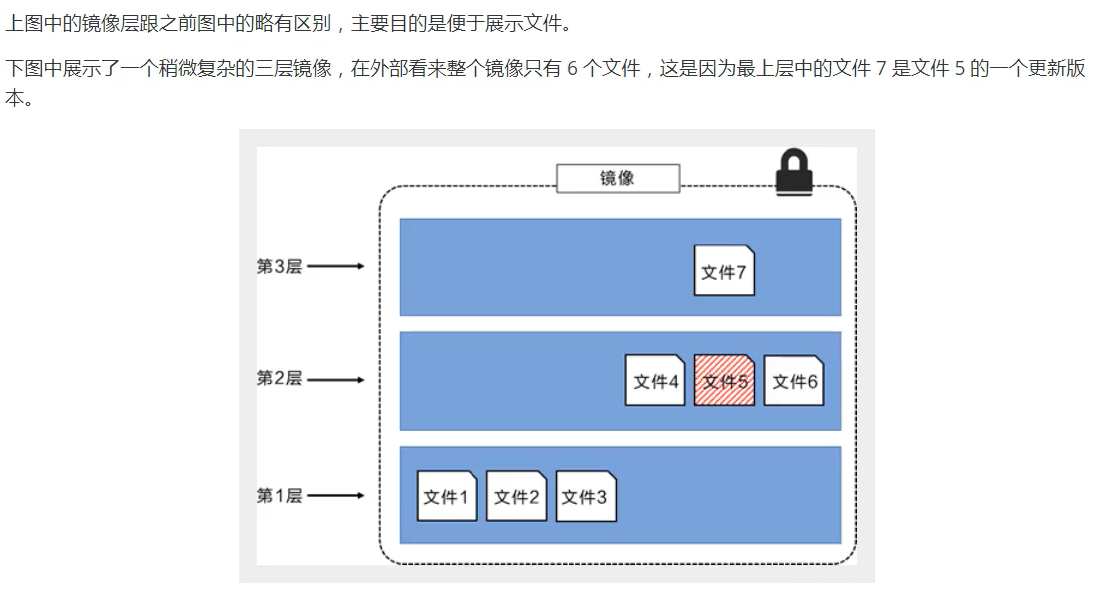 上图中的镜像层跟之前图中的略有区别，主要目的是便于展示文件。
下图中展示了一个稍微复杂的三层镜像，在外部看来整个镜像只有 6 个文件，这是因为最上层中的文件 7 是文件 5 的一个更新版
本。
镜像
第3层
文件7
第2层
文件4 文件5 文件6
第1层
文件1 文件2 文件3